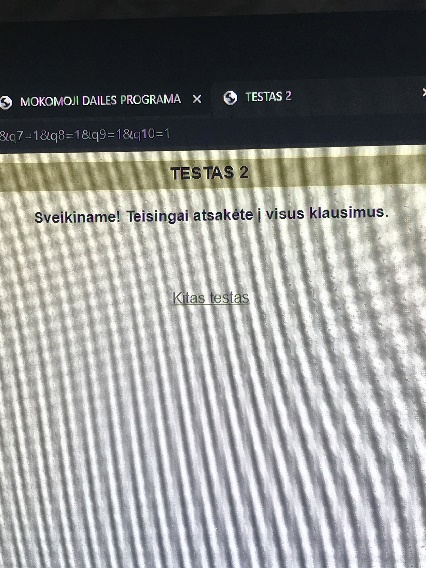 MOKOMOJI DAILES PROGRAMA
TESTAS 2
&q7=1&q8=1&q9=1&q10=1
TESTAS 2
Sveikiname! Teisingai atsakėte į visus klausimus.
Kitas testas